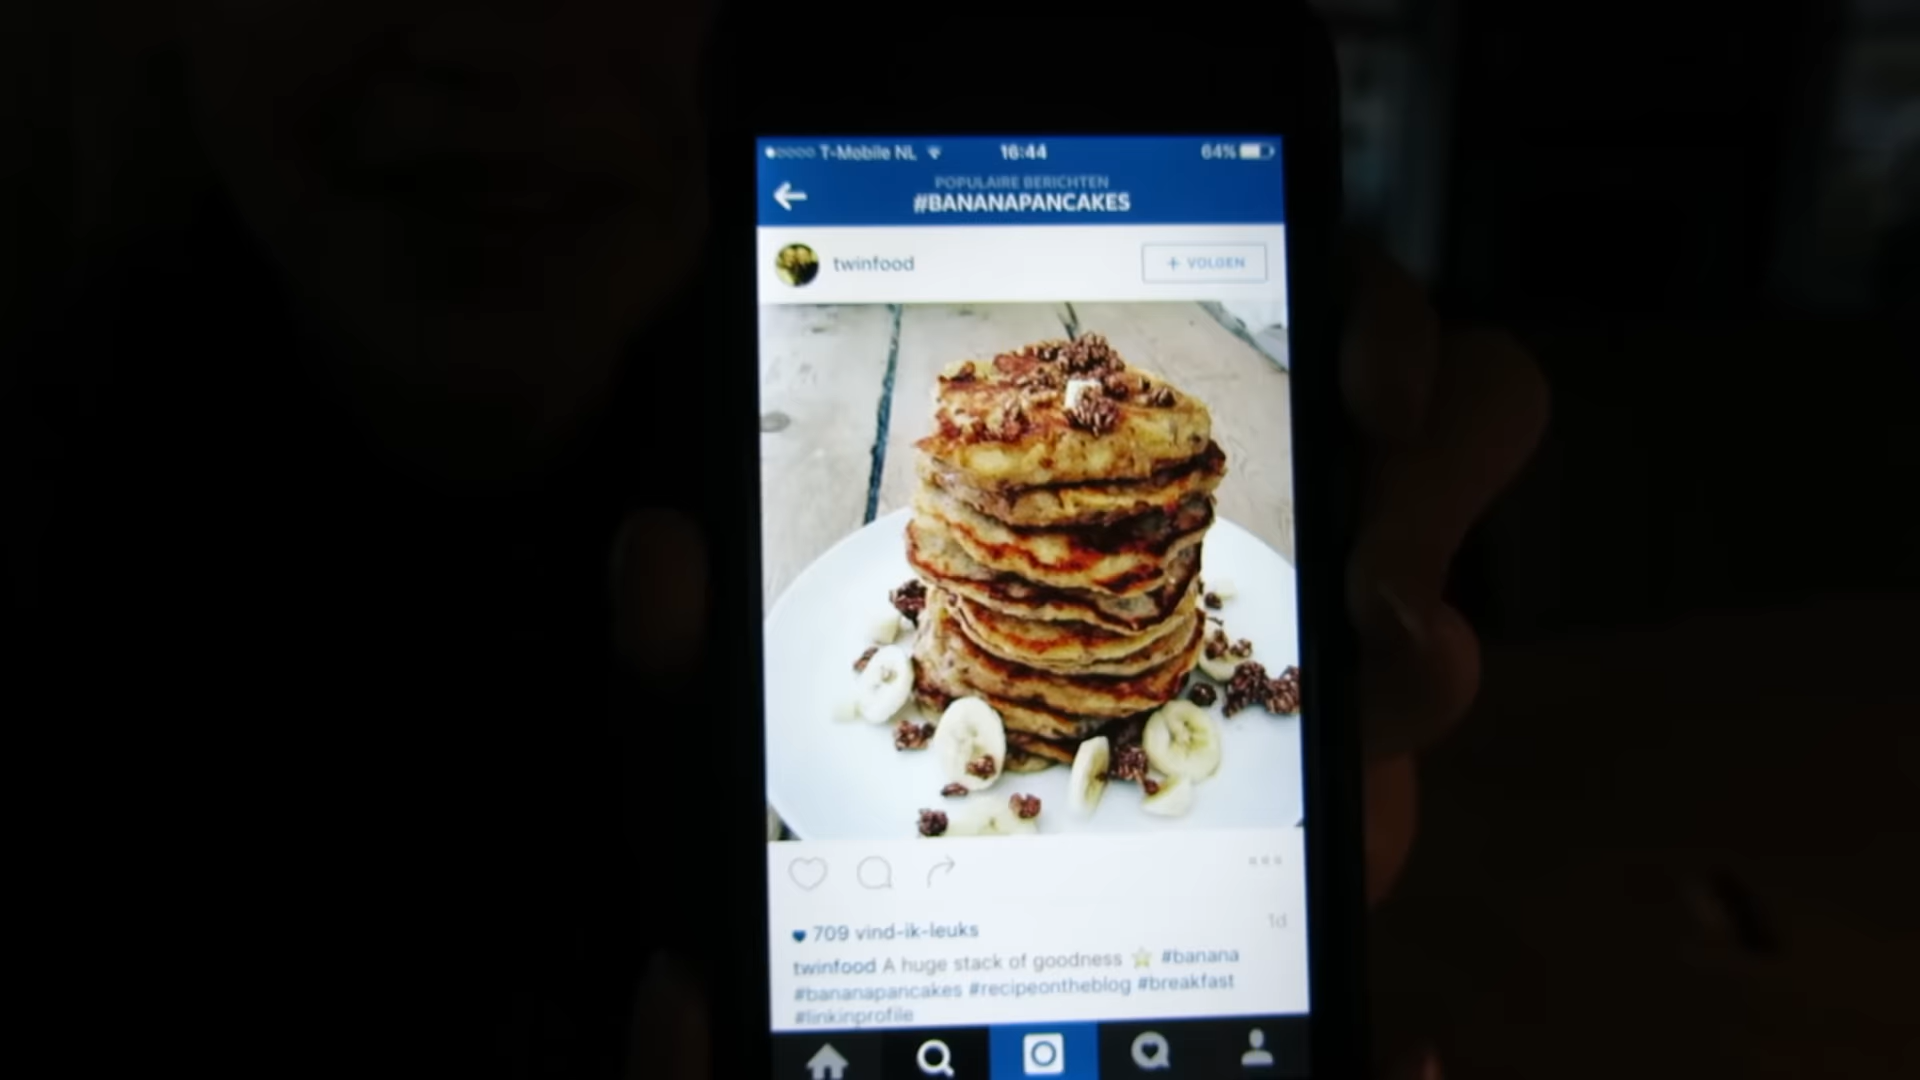 T-Mobile NL 16:44 64%
POPULAIRE BERICHTEN
#BANANAPANCAKES
twinfood + VOLGEN
709 vind-ik-leuks 1d
twinfood A huge stack of goodness #banana
#bananapancakes #recipeontheblog #breakfast
#linkinprofile